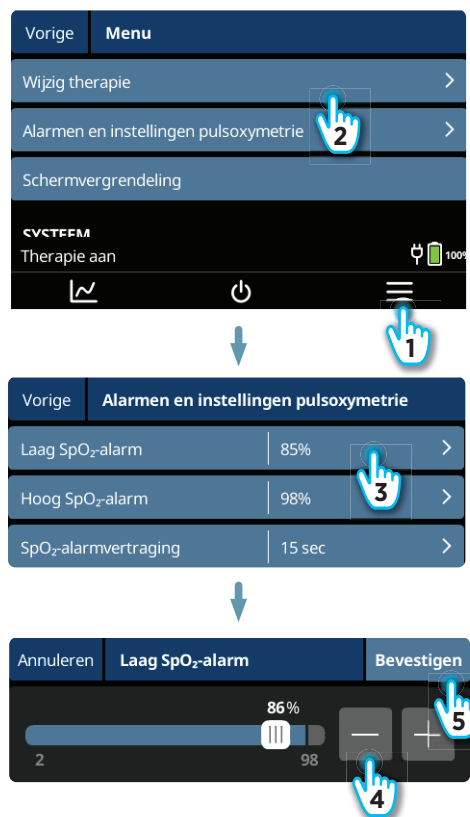 Vorige Menu
Wijzig therapie
Alarmen en instellingen pulsoxymetrie
2
Schermvergrendeling
SYSTEEM
Therapie aan 100%
1
Vorige Alarmen en instellingen pulsoxymetrie
Laag SpO₂-alarm 85%
3
Hoog SpO₂-alarm 98%
SpO₂-alarmvertraging 15 sec
Annuleren Laag SpO₂-alarm Bevestigen
86%
5
2 98
4